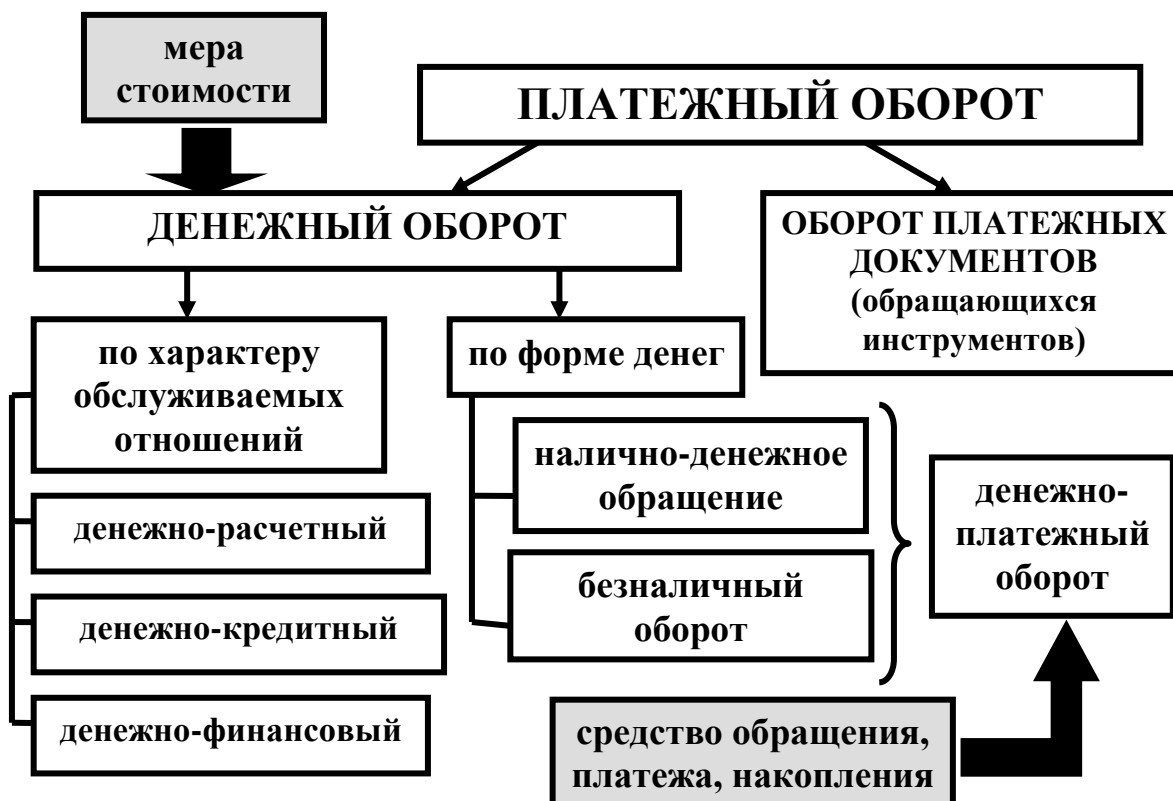 мера
стоимости
ПЛАТЕЖНЫЙ ОБОРОТ
ДЕНЕЖНЫЙ ОБОРОТ
ОБОРОТ ПЛАТЕЖНЫХ
ДОКУМЕНТОВ
(обращающихся
инструментов)
по характеру
обслуживаемых
отношений
по форме денег
налично-денежное
обращение
денежно-
платежный
оборот
денежно-расчетный
безналичный
оборот
денежно-кредитный
денежно-финансовый
средство обращения,
платежа, накопления